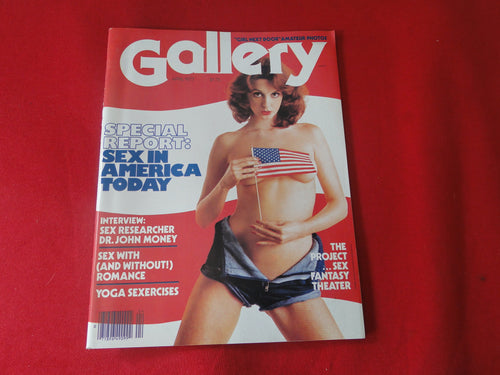 "GIRL NEXT DOOR" AMATEUR PHOTOS
Gallery
SPECIAL
REPORT:
SEX IN
AMERICA
TODAY
INTERVIEW:
SEX RESEARCHER
DR. JOHN MONEY
SEX WITH
(AND WITHOUT!)
ROMANCE
YOGA SEXERCISES
THE
PROJECT
...SEX
FANTASY
THEATER